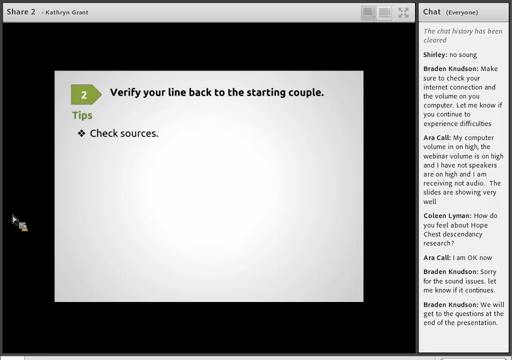 Share 2 - Kathryn Grant
2 Verify your line back to the starting couple.
Tips
❖ Check sources.
Chat (Everyone)
The chat history has been
cleared
Shirley: no soung
Braden Knudson: Make
sure to check your
internet connection and
the volume on you
computer. Let me know if
you continue to
experience difficulties
Ara Call: My computer
volume in on high, the
webinar volume is on high
and I have not speakers
are on high and I am
receiving not audio. The
slides are showing very
well
Coleen Lyman: How do
you feel about Hope
Chest descendancy
research?
Ara Call: I am OK now
Braden Knudson: Sorry
for the sound issues. let
me know if it continues.
Braden Knudson: We will
get to the questions at the
end of the presentation.